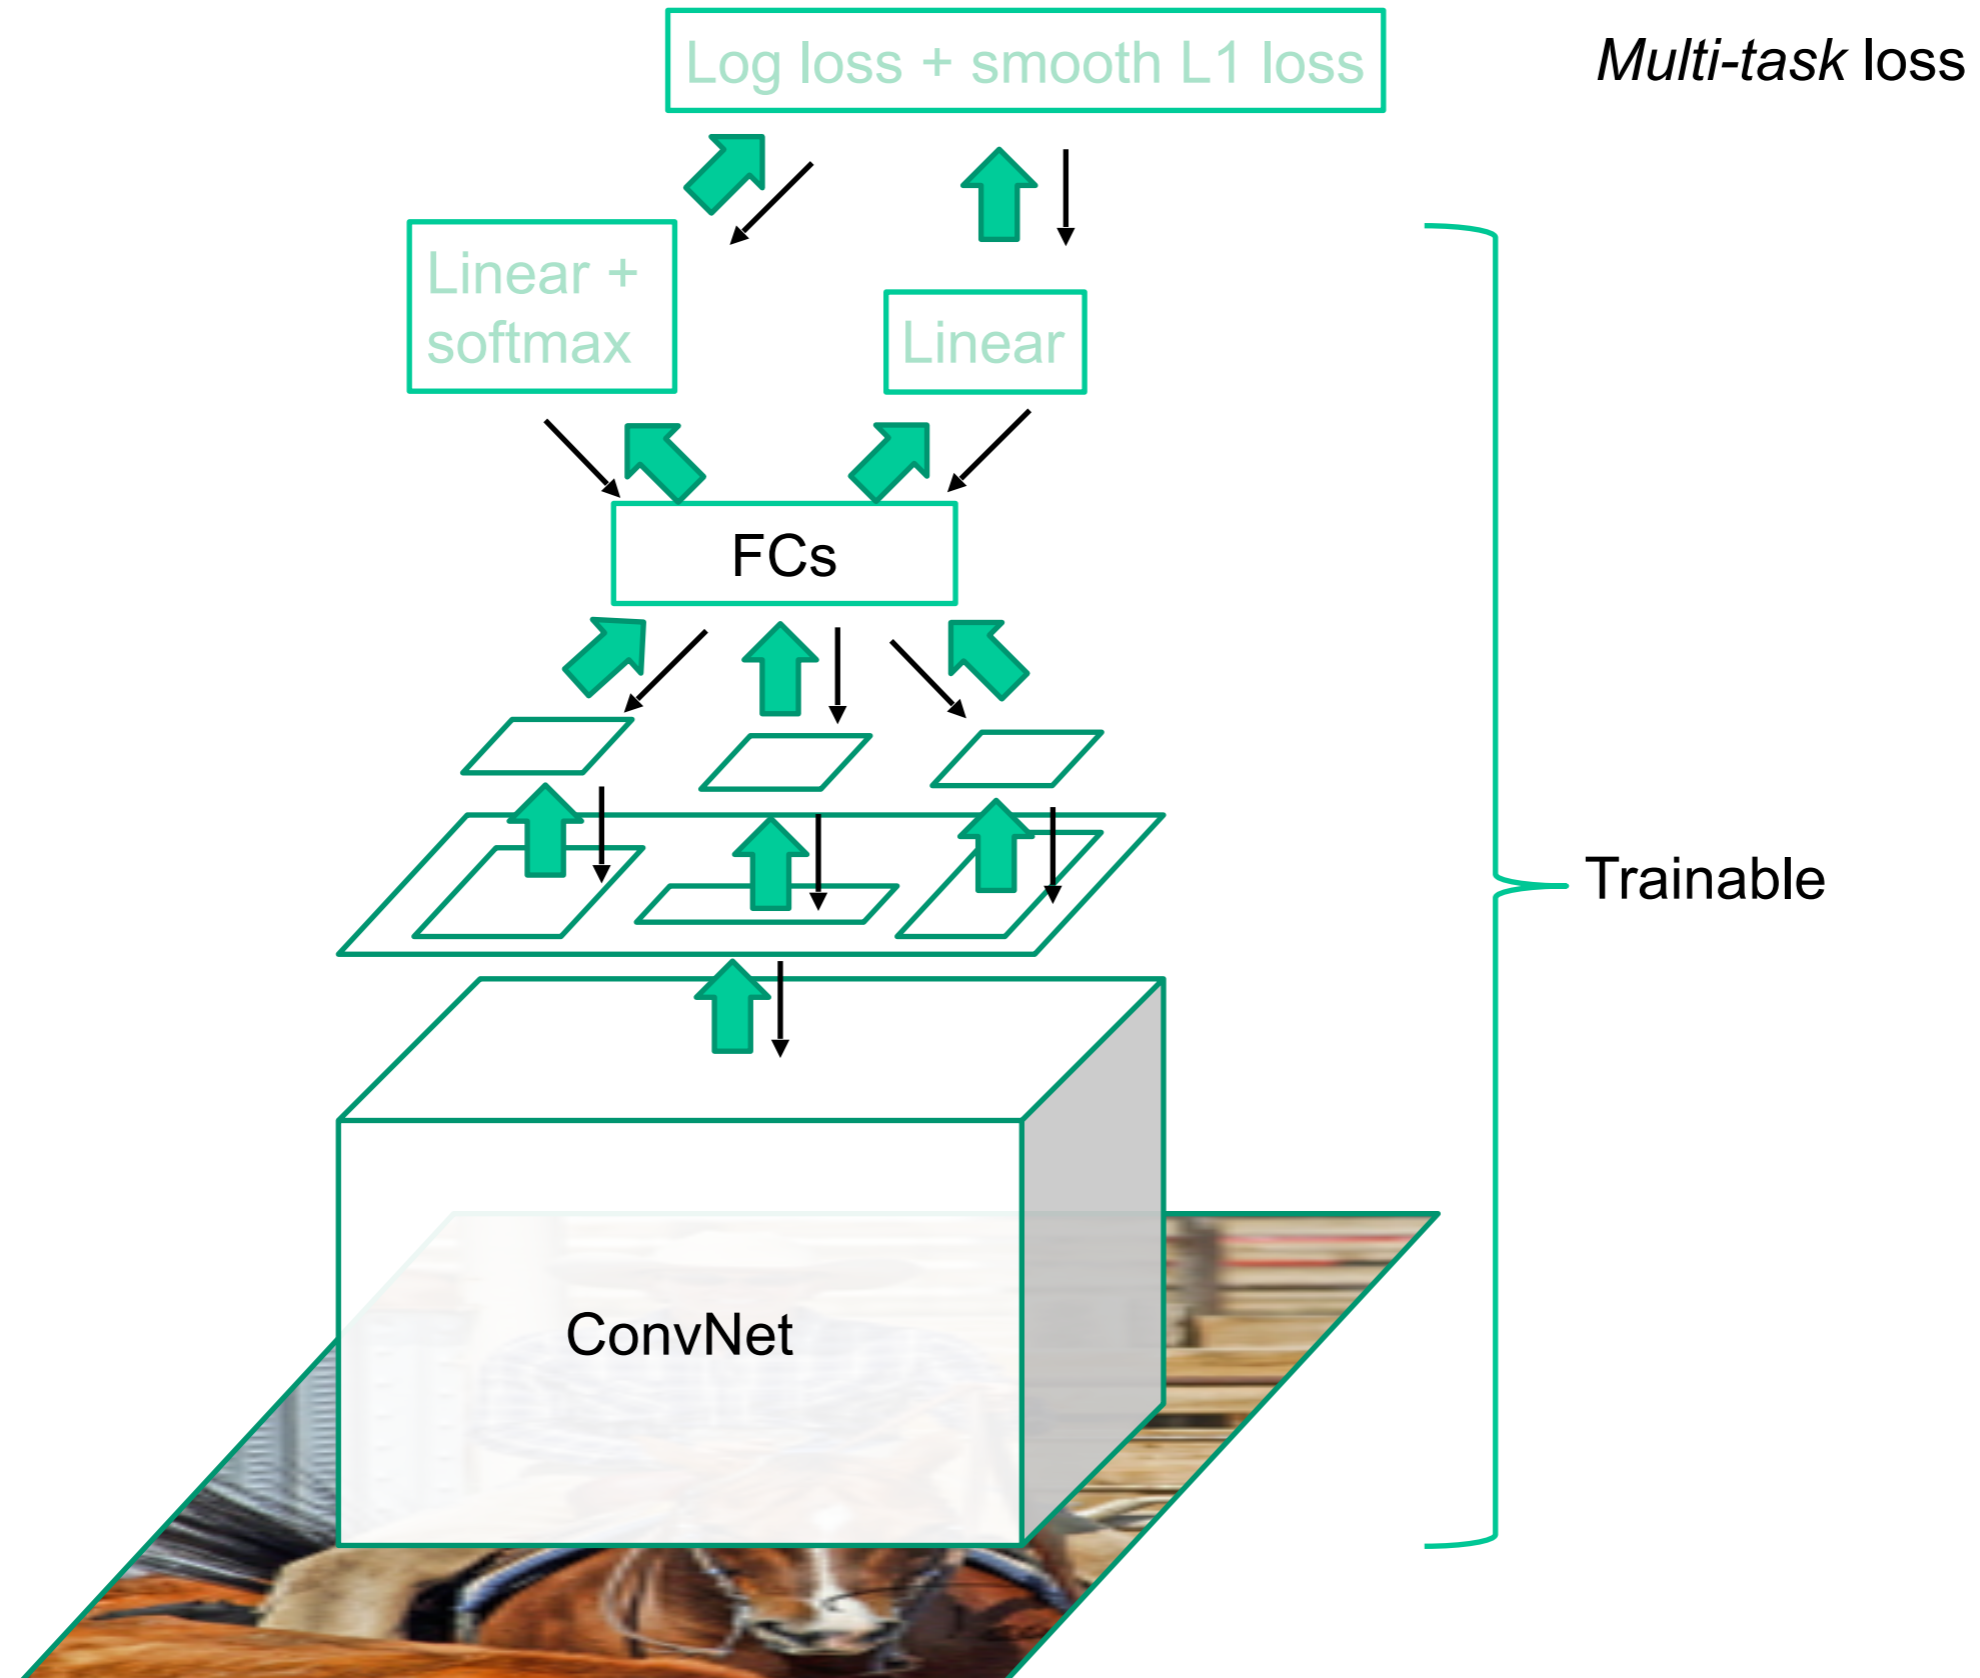 Log loss + smooth L1 loss
Multi-task loss
Linear +
softmax
Linear
FCs
Trainable
ConvNet